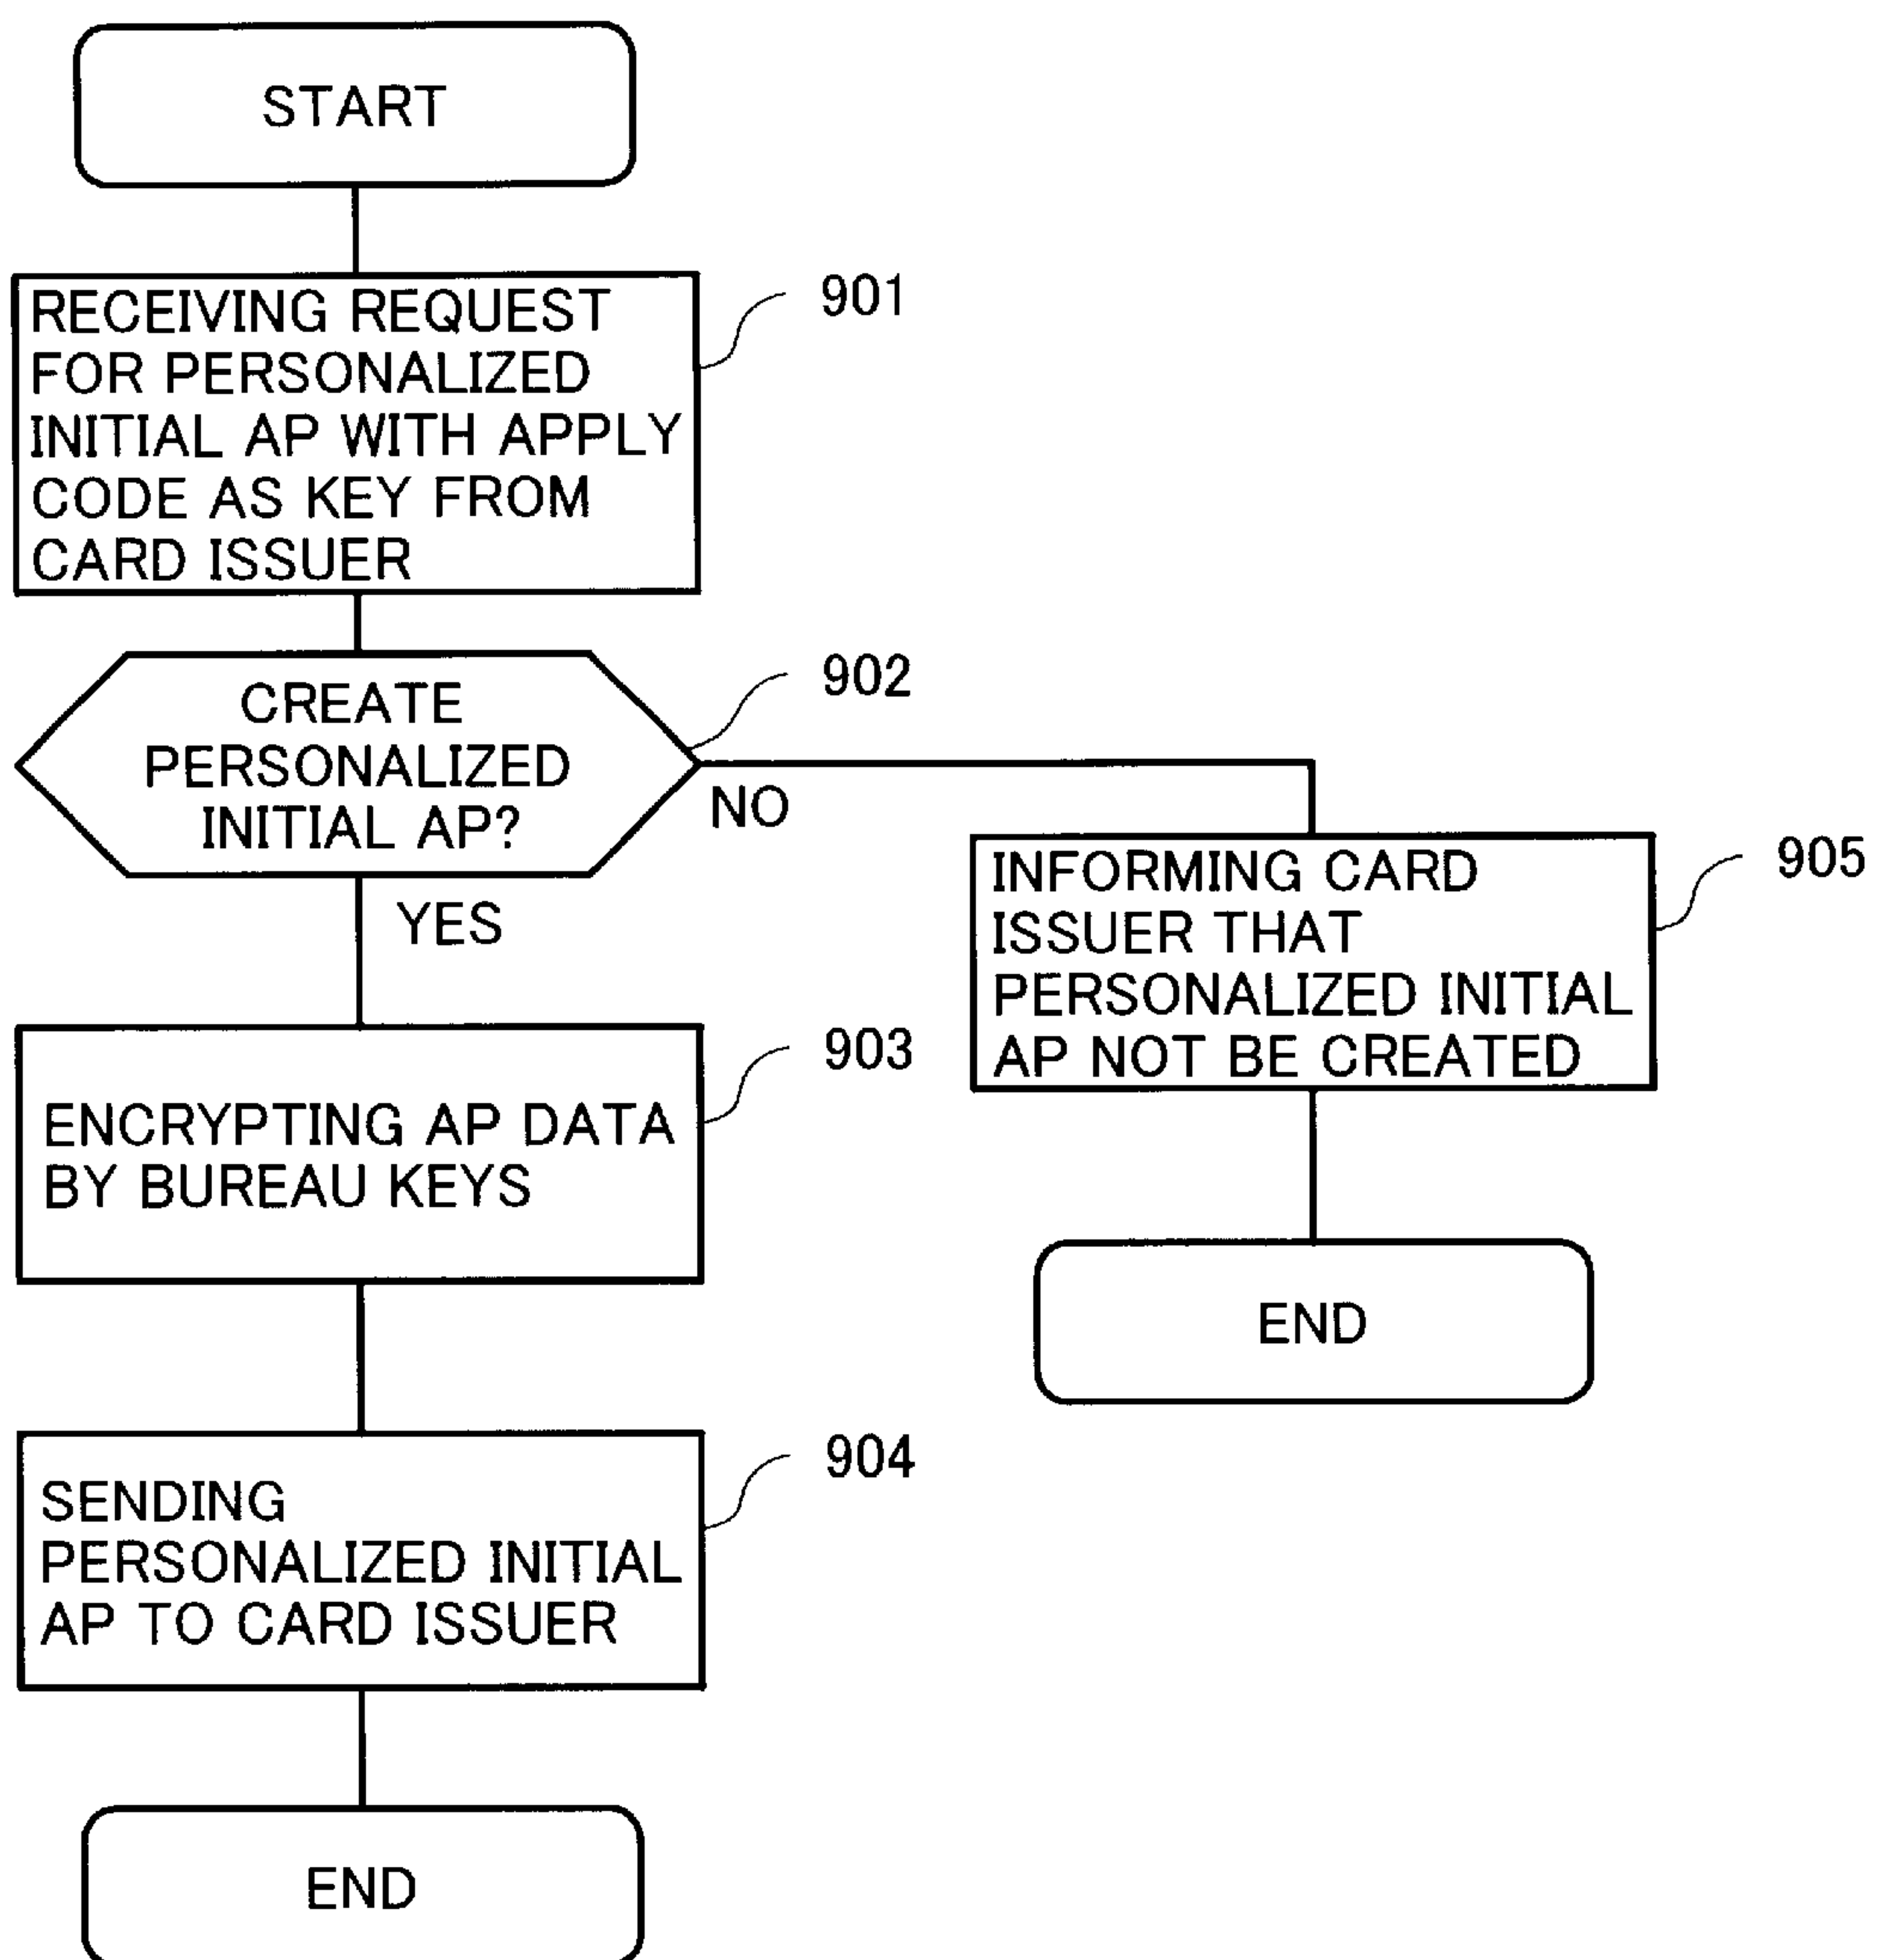 START
RECEIVING REQUEST
FOR PERSONALIZED
INITIAL AP WITH APPLY
CODE AS KEY FROM
CARD ISSUER
901
CREATE
PERSONALIZED
INITIAL AP?
902
NO
YES
INFORMING CARD
ISSUER THAT
PERSONALIZED INITIAL
AP NOT BE CREATED
905
ENCRYPTING AP DATA
BY BUREAU KEYS
903
END
SENDING
PERSONALIZED INITIAL
AP TO CARD ISSUER
904
END